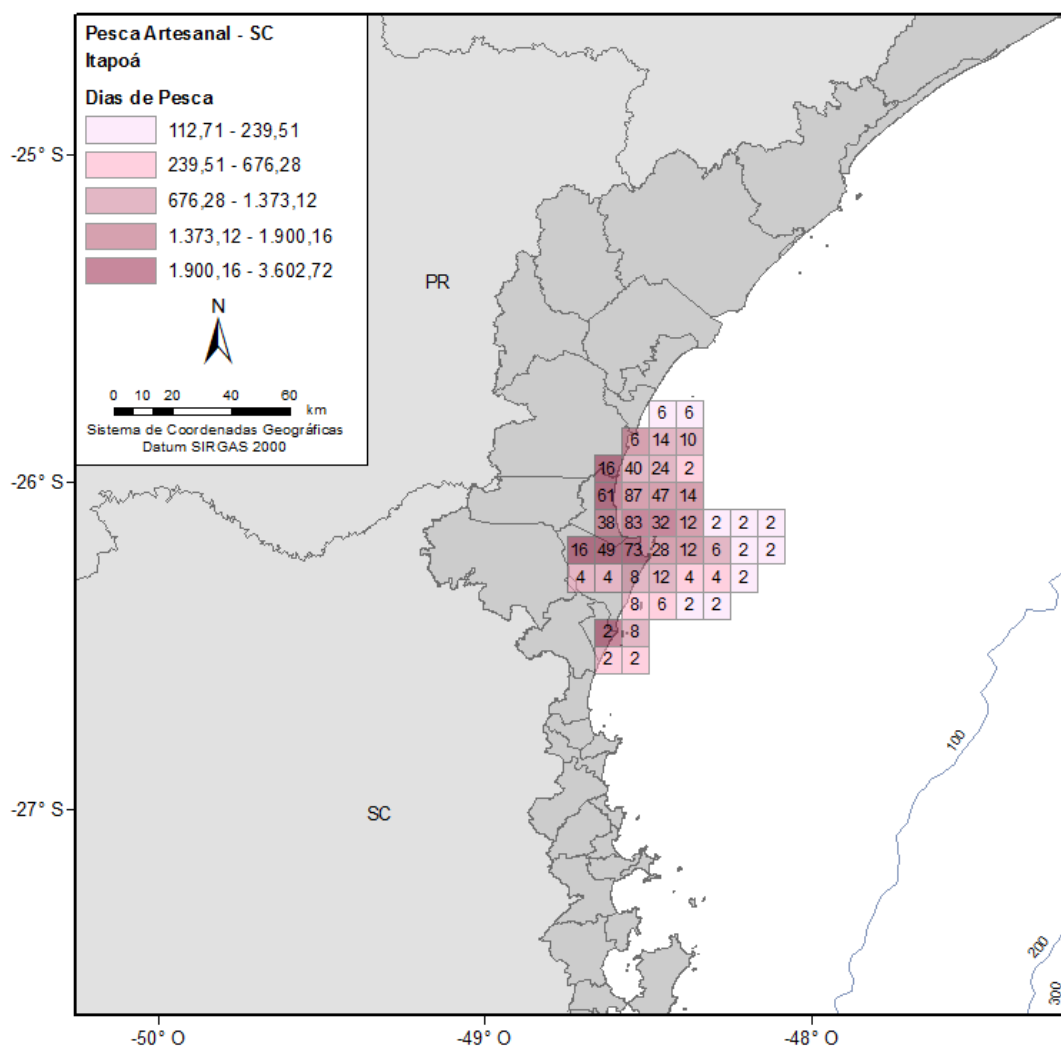 Pesca Artesanal - SC
Itapoá
Dias de Pesca
112,71 - 239,51
239,51 - 676,28
676,28 - 1.373,12
1.373,12 - 1.900,16
1.900,16 - 3.602,72
N
0 10 20 40 60
km
Sistema de Coordenadas Geográficas
Datum SIRGAS 2000
-25° S
PR
6 6
6 14 10
-26° S
16 40 24 2
61 87 47 14
38 83 32 12 2 2 2
16 49 73 28 12 6 2 2
4 4 8 12 4 4 2
8 6 2 2
2 8
2 2
100
-27° S
SC
200
300
-50° O -49° O -48° O